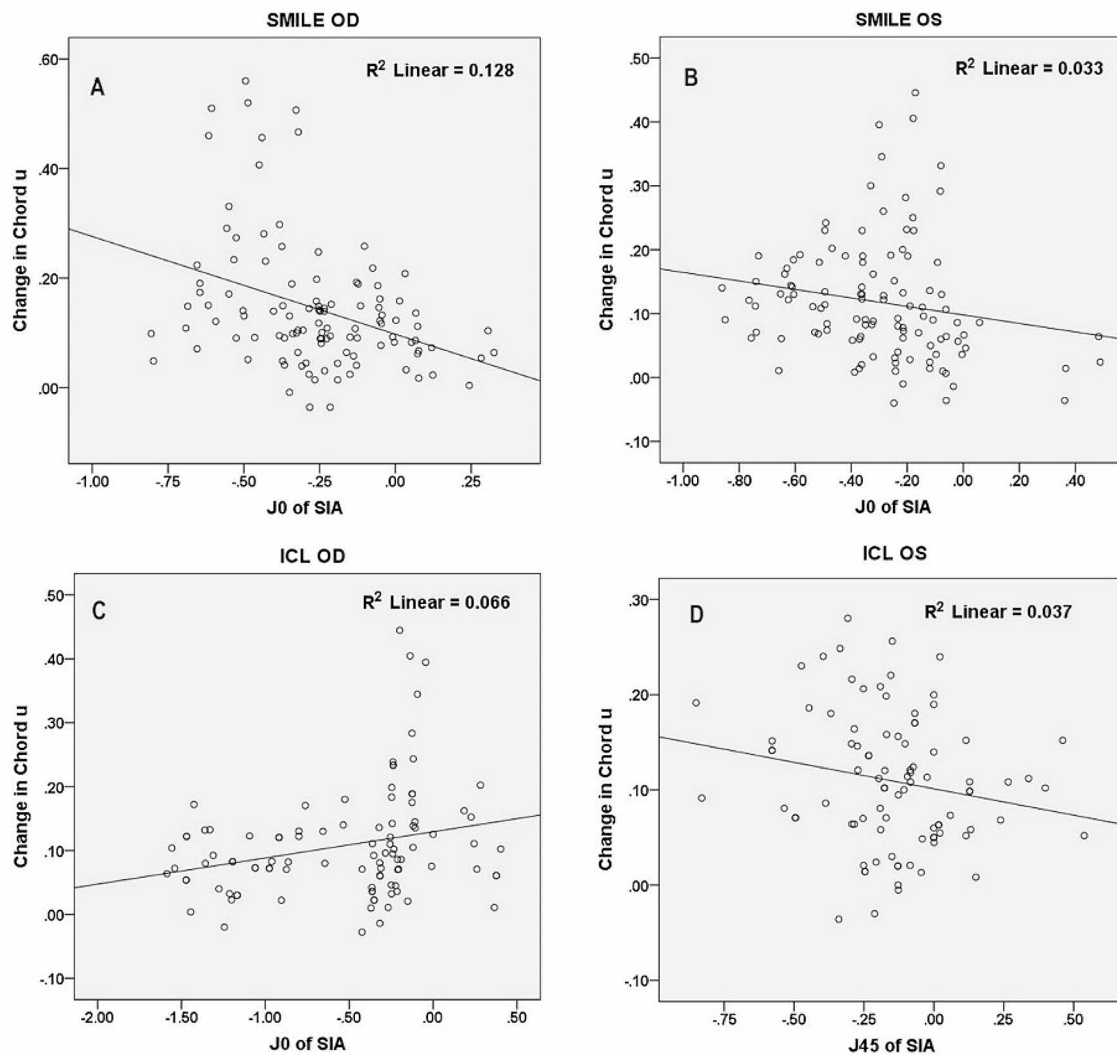 SMILE OD
A
R² Linear = 0.128
Change in Chord u
.60
.40
.20
.00
-1.00 -.75 -.50 -.25 .00 .25
J0 of SIA
SMILE OS
B
R² Linear = 0.033
Change in Chord u
.50
.40
.30
.20
.10
.00
-.10
-1.00 -.80 -.60 -.40 -.20 .00 .20 .40
J0 of SIA
ICL OD
C
R² Linear = 0.066
Change in Chord u
.50
.40
.30
.20
.10
.00
-.10
-2.00 -1.50 -1.00 -.50 .00 .50
J0 of SIA
ICL OS
D
R² Linear = 0.037
Change in Chord u
.30
.20
.10
.00
-.10
-.75 -.50 -.25 .00 .25 .50
J45 of SIA